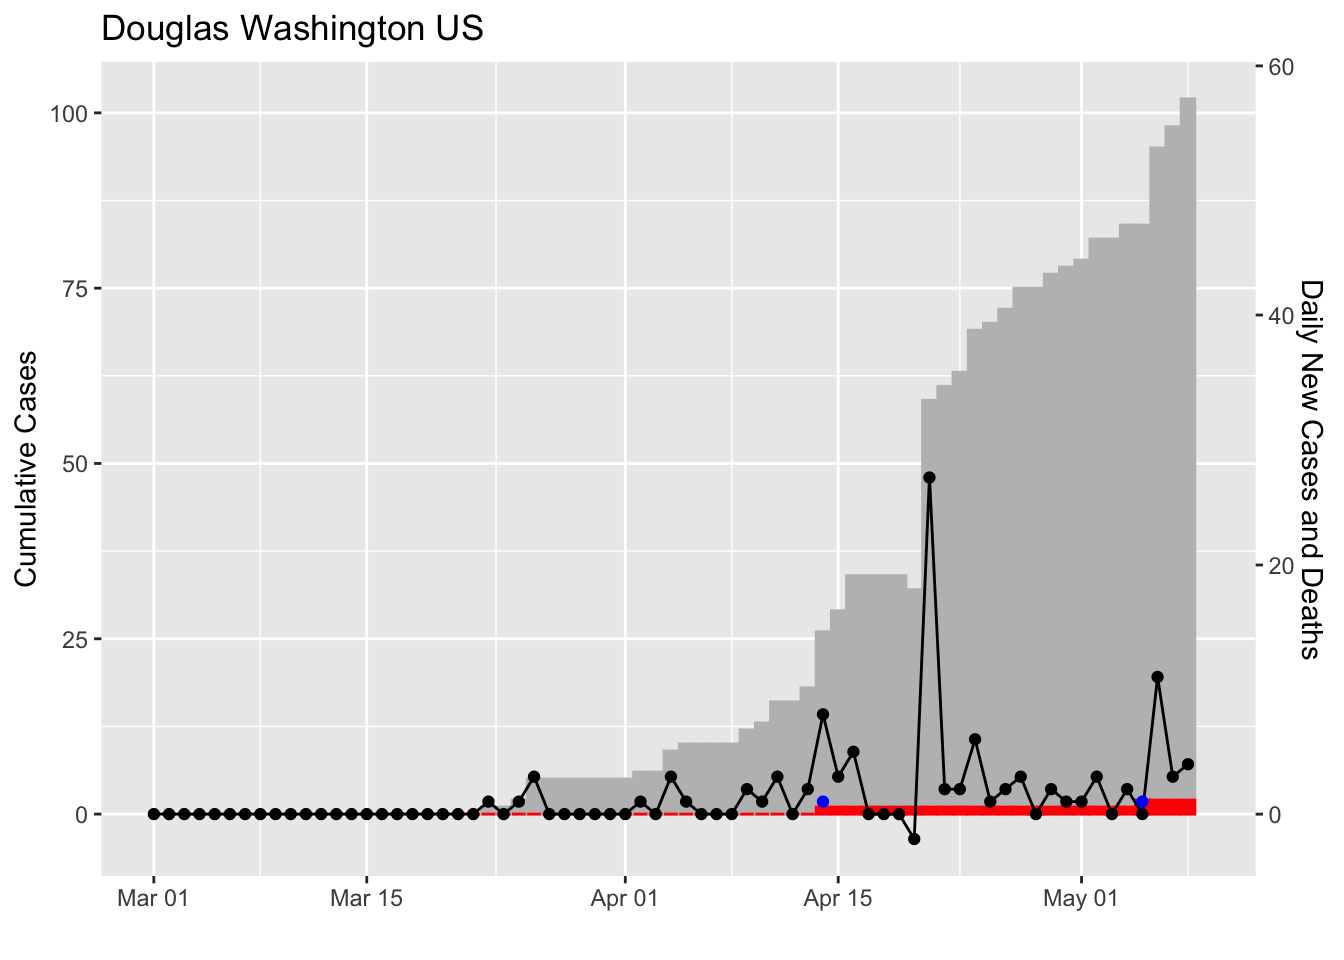 Douglas Washington US
60
100
75
40
50
20
25
0
0
Cumulative Cases
Daily New Cases and Deaths
Mar 01
Mar 15
Apr 01
Apr 15
May 01